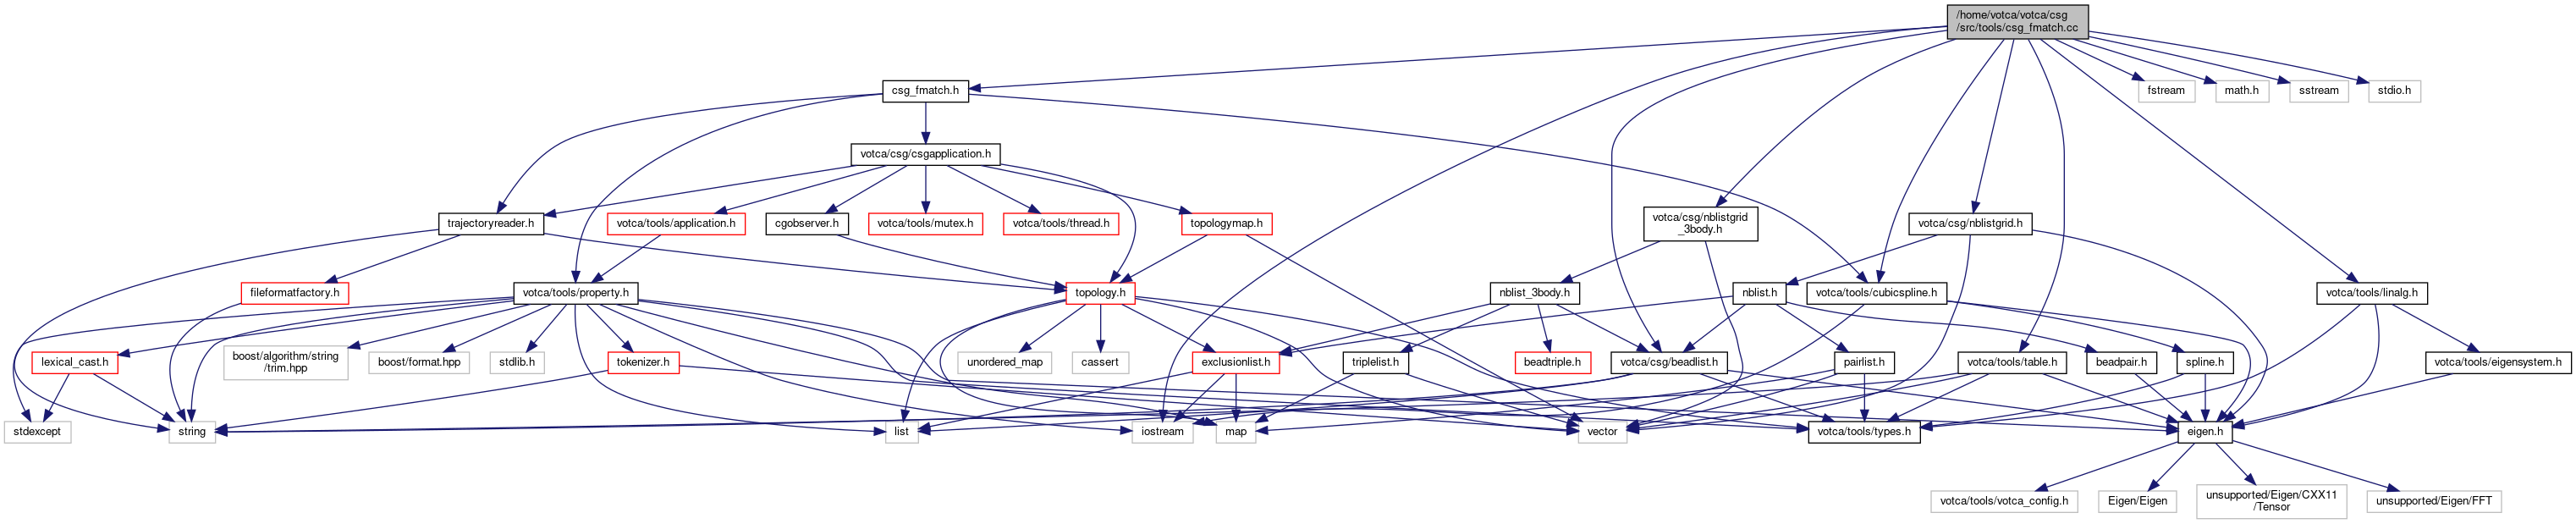 /home/votca/votca/csg
/src/tools/csg_fmatch.cc
csg_fmatch.h
fstream
math.h
sstream
stdio.h
votca/csg/csgapplication.h
trajectoryreader.h
votca/tools/application.h
cgobserver.h
votca/tools/mutex.h
votca/tools/thread.h
topologymap.h
votca/csg/nblistgrid
_3body.h
votca/csg/nblistgrid.h
fileformatfactory.h
votca/tools/property.h
topology.h
nblist_3body.h
nblist.h
votca/tools/cubicspline.h
votca/tools/linalg.h
lexical_cast.h
boost/algorithm/string
/trim.hpp
boost/format.hpp
stdlib.h
tokenizer.h
unordered_map
cassert
exclusionlist.h
triplelist.h
beadtriple.h
votca/csg/beadlist.h
pairlist.h
votca/tools/table.h
beadpair.h
spline.h
votca/tools/eigensystem.h
stdexcept
string
list
iostream
map
vector
votca/tools/types.h
eigen.h
votca/tools/votca_config.h
Eigen/Eigen
unsupported/Eigen/CXX11
/Tensor
unsupported/Eigen/FFT